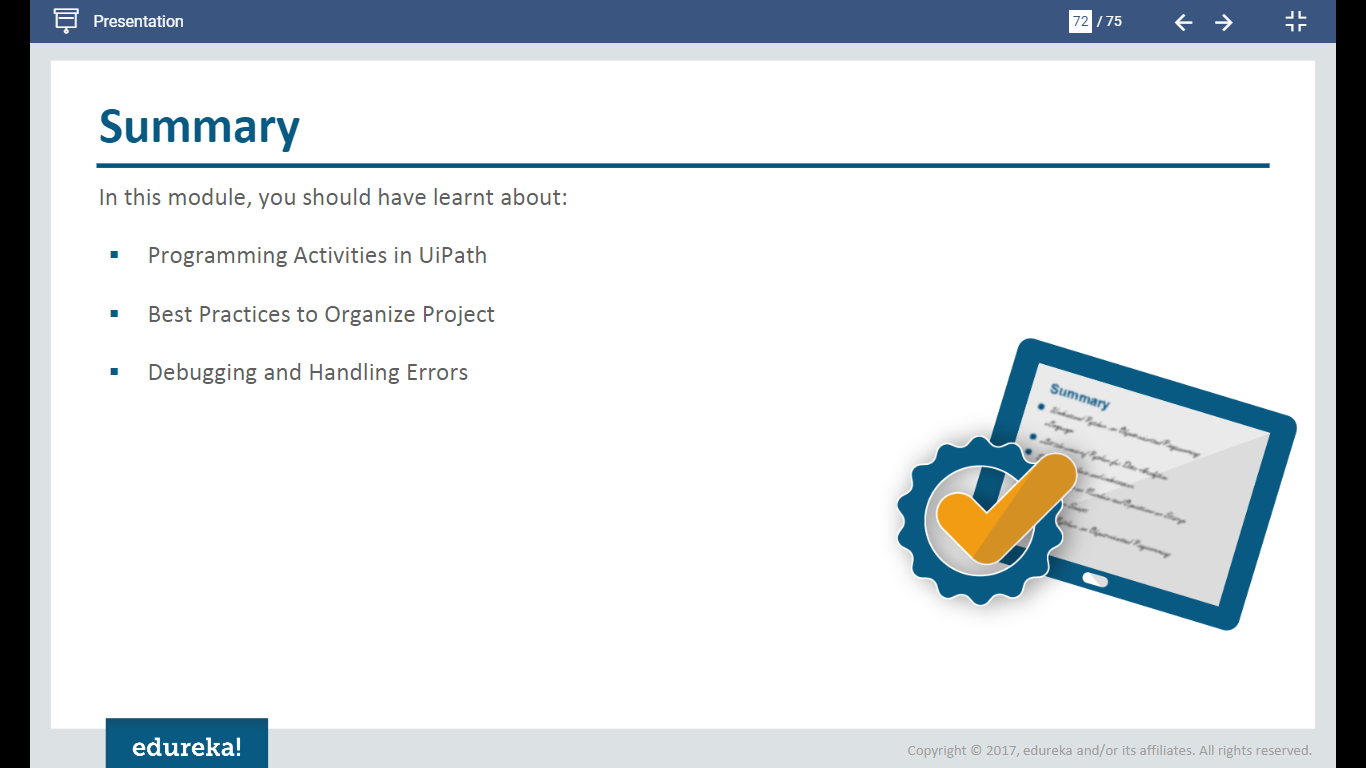 Presentation
72 / 75
Summary
In this module, you should have learnt about:
▪ Programming Activities in UiPath
▪ Best Practices to Organize Project
▪ Debugging and Handling Errors
Summary
edureka!
Copyright © 2017, edureka and/or its affiliates. All rights reserved.